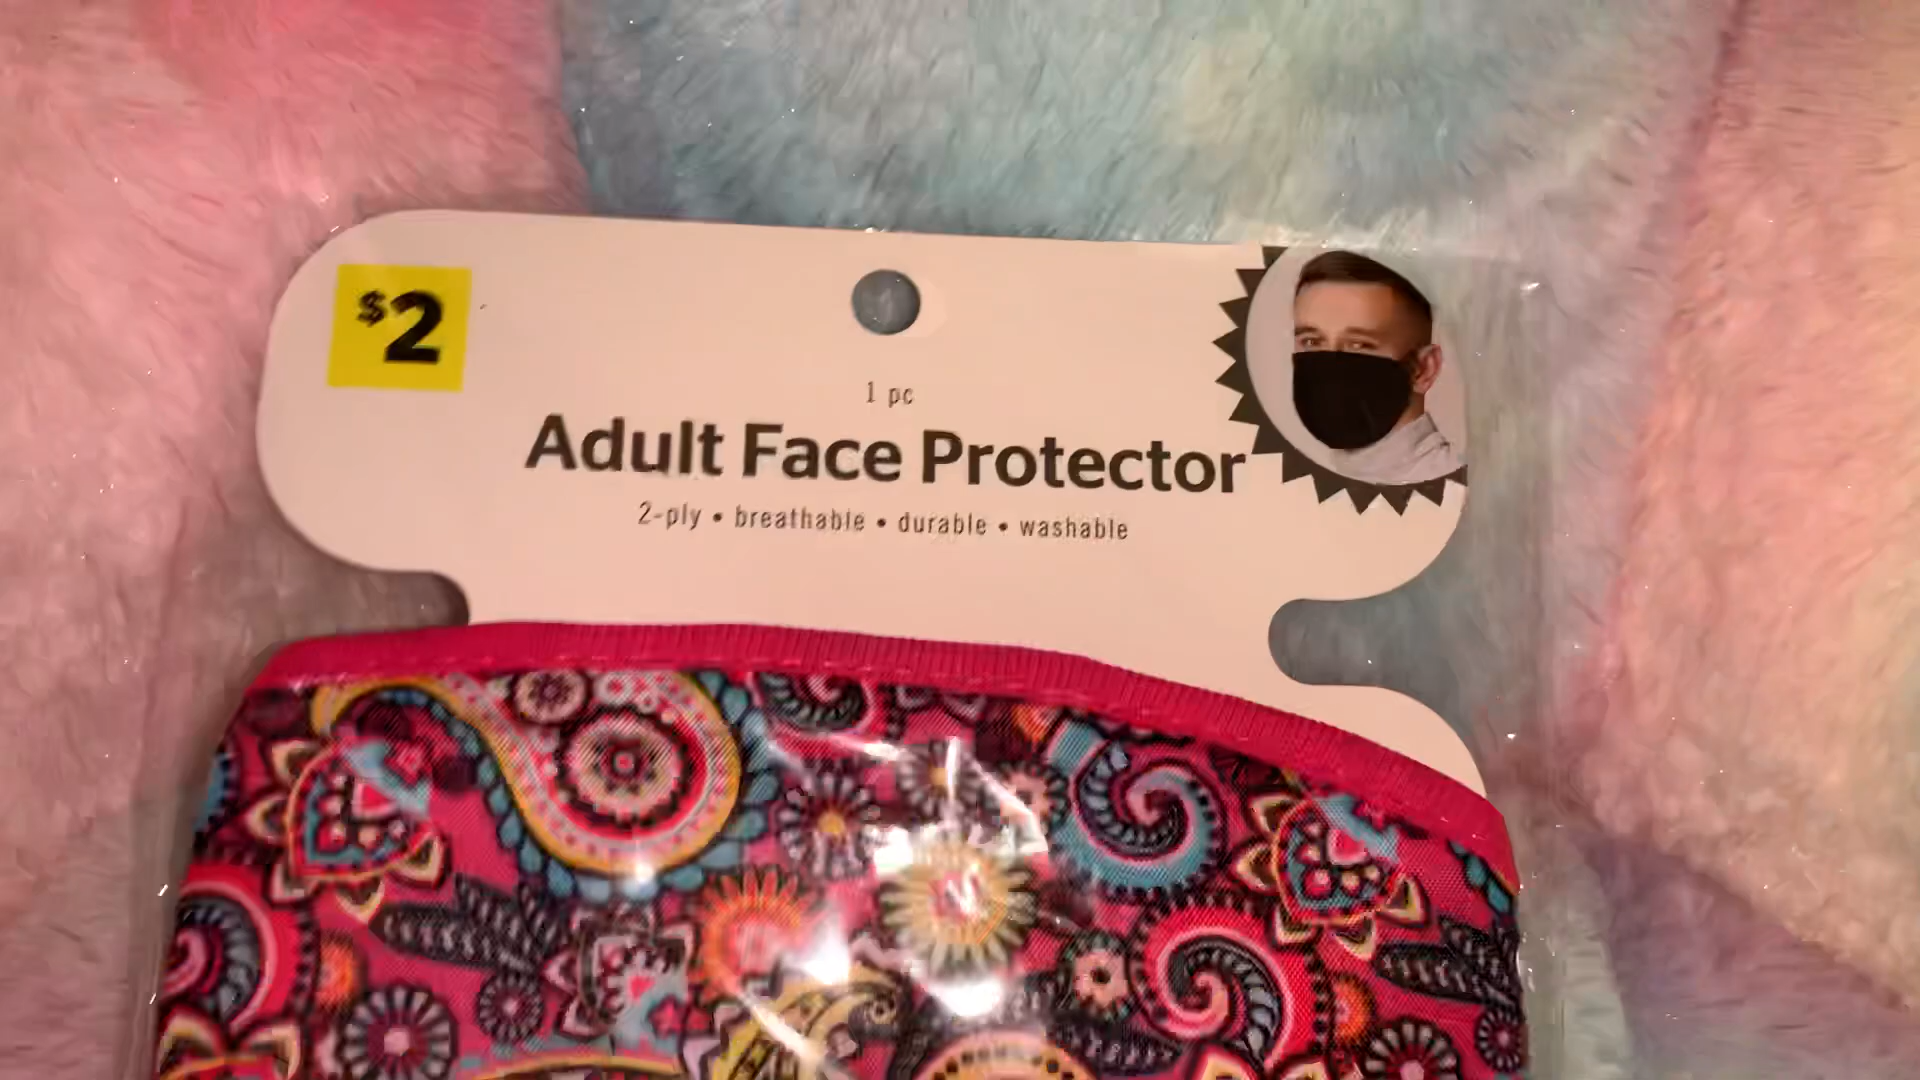 $2
1 pc
Adult Face Protector
2-ply • breathable • durable • washable